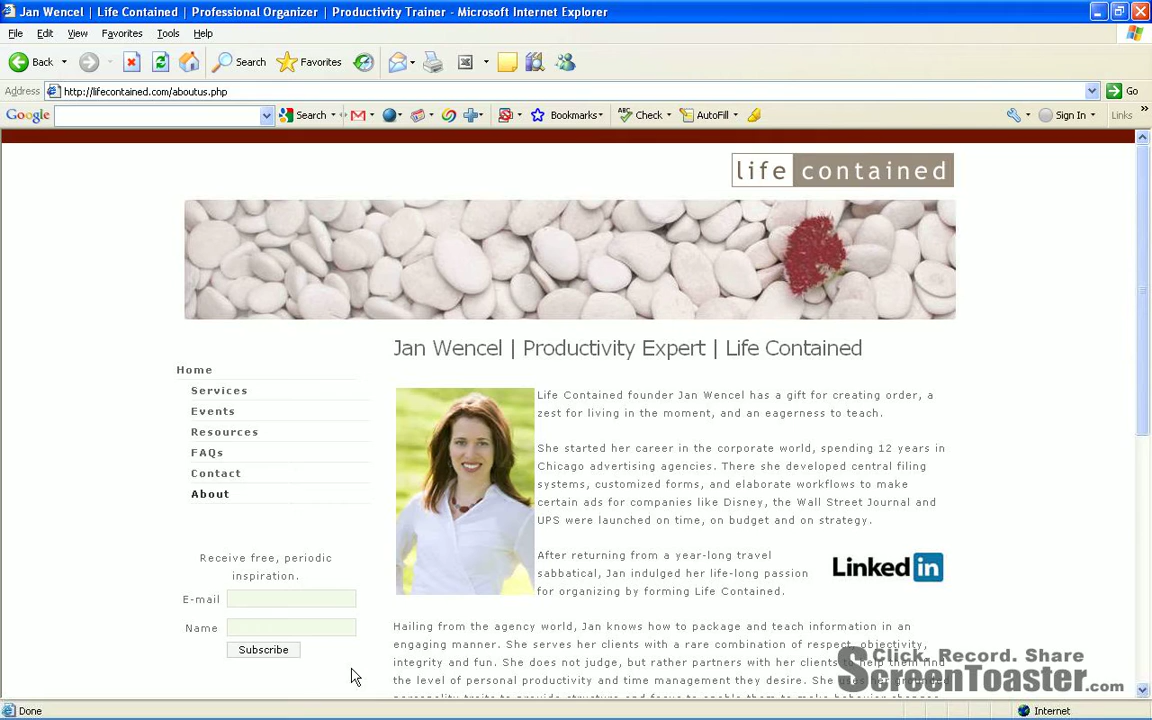 Jan Wencel | Life Contained | Professional Organizer | Productivity Trainer - Microsoft Internet Explorer
File Edit View Favorites Tools Help
Back Search Favorites
Address http://lifecontained.com/aboutus.php Go
Google Search Bookmarks Check AutoFill Sign In Links
life contained
Jan Wencel | Productivity Expert | Life Contained
Home
Services
Events
Resources
FAQs
Contact
About
Receive free, periodic
inspiration.
E-mail
Name
Subscribe
Life Contained founder Jan Wencel has a gift for creating order, a
zest for living in the moment, and an eagerness to teach.
She started her career in the corporate world, spending 12 years in
Chicago advertising agencies. There she developed central filing
systems, customized forms, and elaborate workflows to make
certain ads for companies like Disney, the Wall Street Journal and
UPS were launched on time, on budget and on strategy.
After returning from a year-long travel
sabbatical, Jan indulged her life-long passion
for organizing by forming Life Contained.
Linked in
Hailing from the agency world, Jan knows how to package and teach information in an
engaging manner. She serves her clients with a rare combination of respect, objectivity,
integrity and fun. She does not judge, but rather partners with her clients to help them find
the level of personal productivity and time management they desire. She uses her grounded
Click. Record. Share
ScreenToaster.com
Done Internet